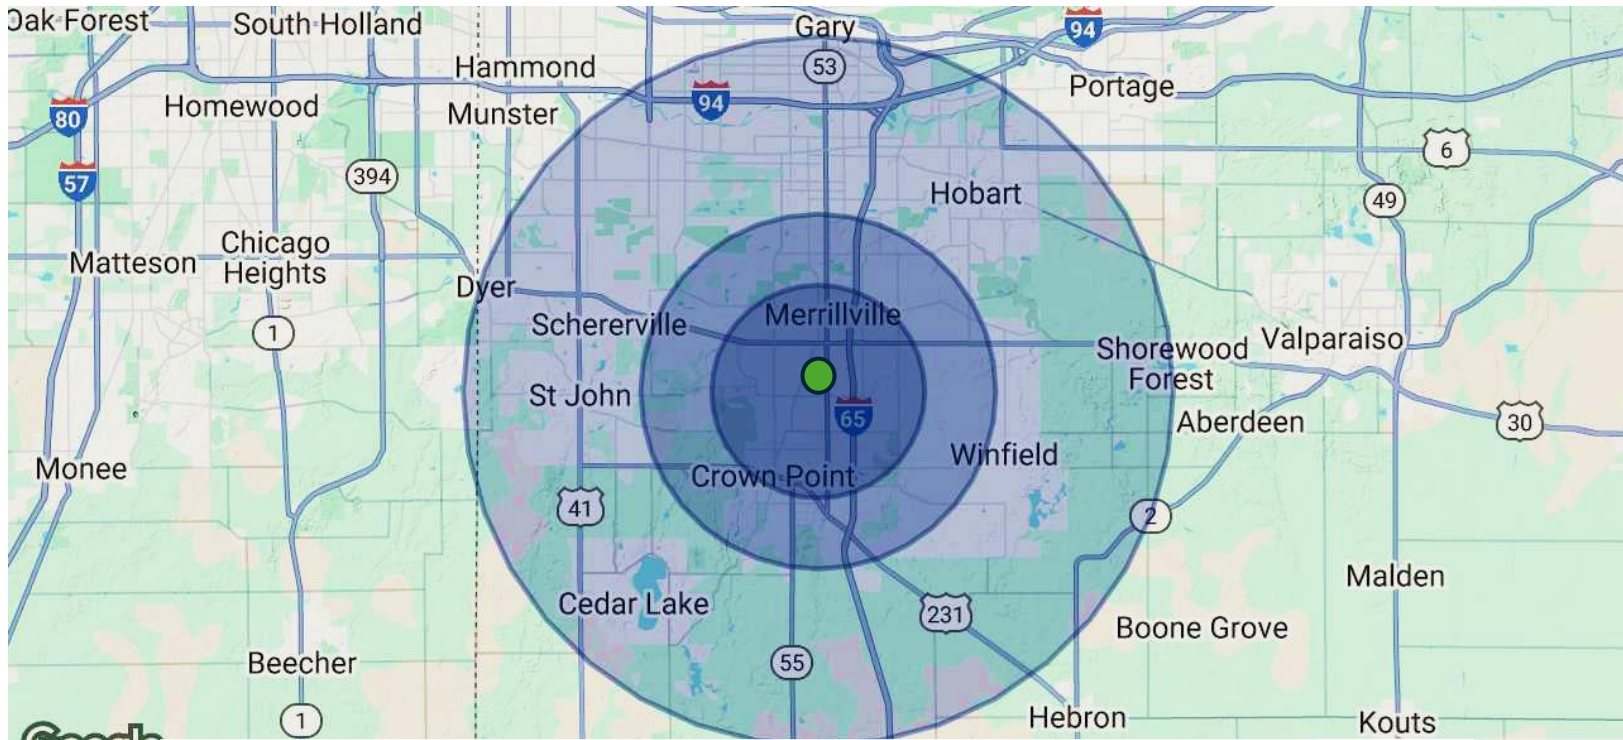 Oak Forest
South Holland
Gary
94
53
Hammond
Portage
Homewood
94
80
Munster
6
57
394
Hobart
49
Chicago
Heights
Matteson
Dyer
Merrillville
Schererville
1
Valparaiso
Shorewood
Forest
St John
65
Aberdeen
30
Winfield
Monee
Crown Point
41
2
Malden
Cedar Lake
231
Boone Grove
Beecher
55
1
Hebron
Kouts
Google